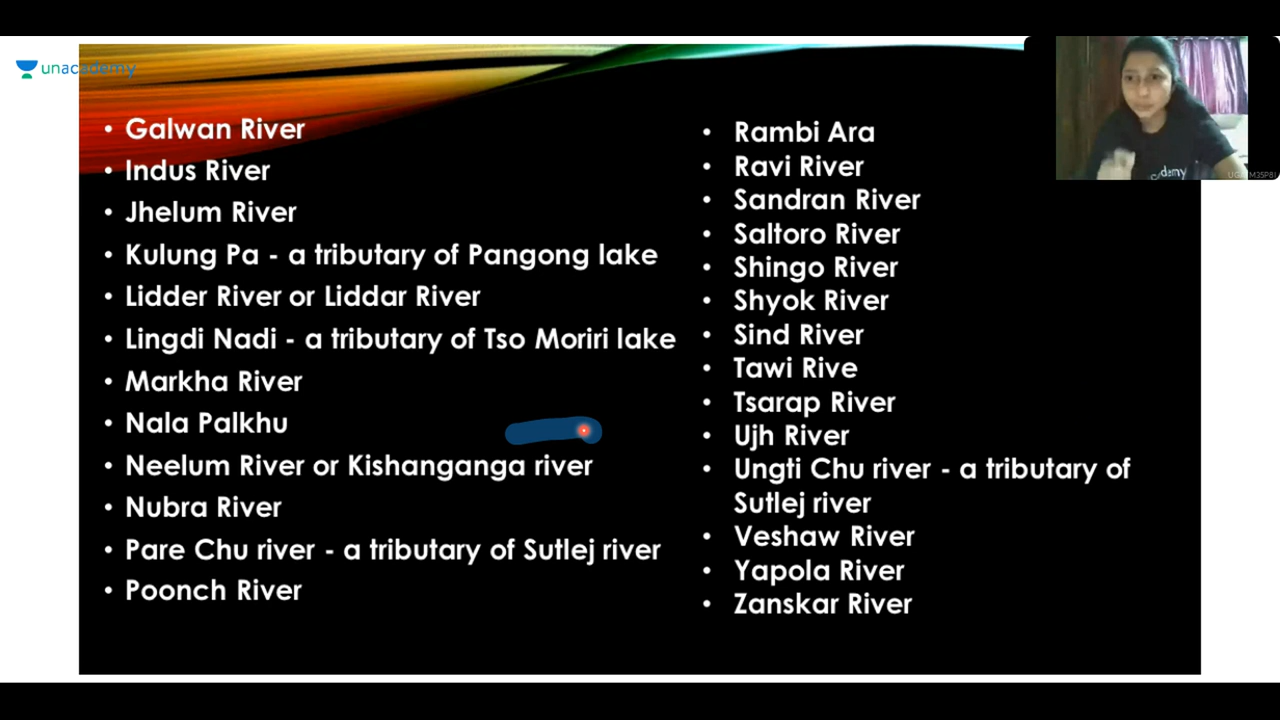 unacademy
• Galwan River
• Indus River
• Jhelum River
• Kulung Pa - a tributary of Pangong lake
• Lidder River or Liddar River
• Lingdi Nadi - a tributary of Tso Moriri lake
• Markha River
• Nala Palkhu
• Neelum River or Kishanganga river
• Nubra River
• Pare Chu river - a tributary of Sutlej river
• Poonch River
• Rambi Ara
• Ravi River
• Sandran River
• Saltoro River
• Shingo River
• Shyok River
• Sind River
• Tawi Rive
• Tsarap River
• Ujh River
• Ungti Chu river - a tributary of
Sutlej river
• Veshaw River
• Yapola River
• Zanskar River